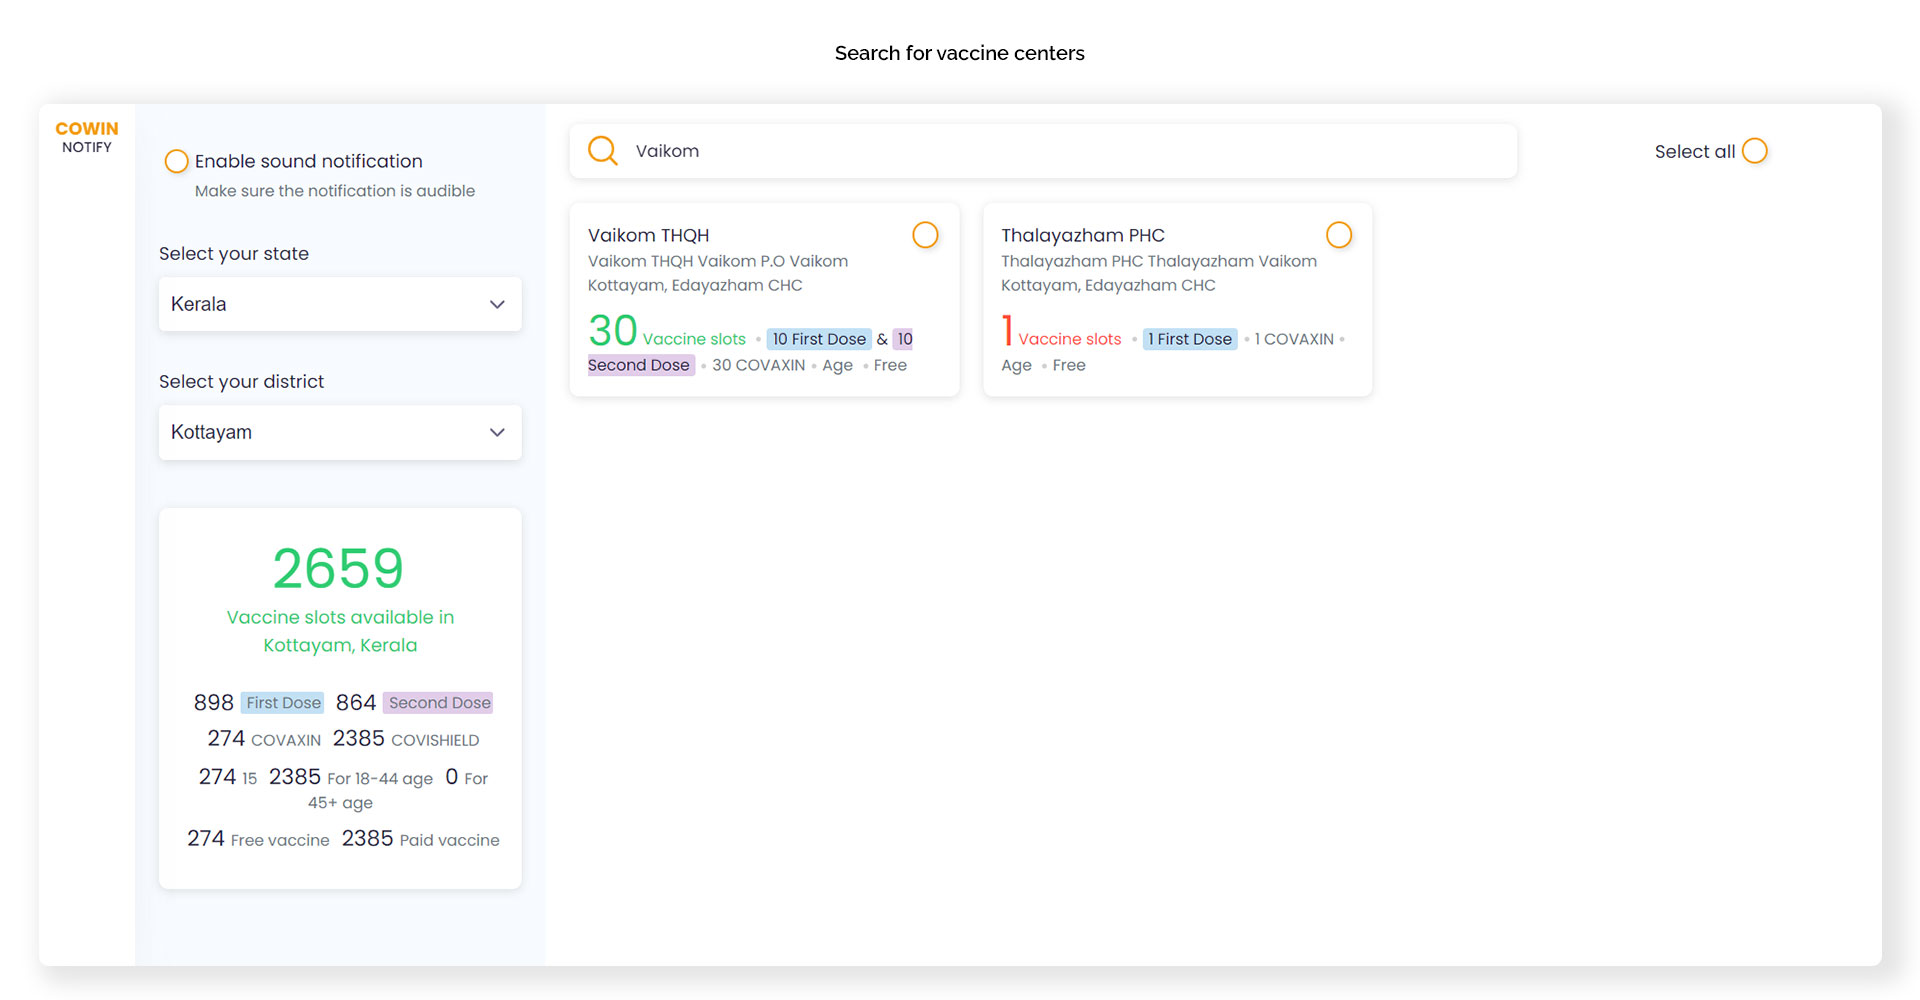 Search for vaccine centers
COWIN
NOTIFY
Enable sound notification
Make sure the notification is audible
Select your state
Kerala
Select your district
Kottayam
2659
Vaccine slots available in
Kottayam, Kerala
898 First Dose 864 Second Dose
274 COVAXIN 2385 COVISHIELD
274 15 2385 For 18-44 age 0 For
45+ age
274 Free vaccine 2385 Paid vaccine
Vaikom
Select all
Vaikom THQH
Vaikom THQH Vaikom P.O Vaikom
Kottayam, Edayazham CHC
30 Vaccine slots • 10 First Dose & 10
Second Dose • 30 COVAXIN • Age • Free
Thalayazham PHC
Thalayazham PHC Thalayazham Vaikom
Kottayam, Edayazham CHC
1 Vaccine slots • 1 First Dose • 1 COVAXIN •
Age • Free